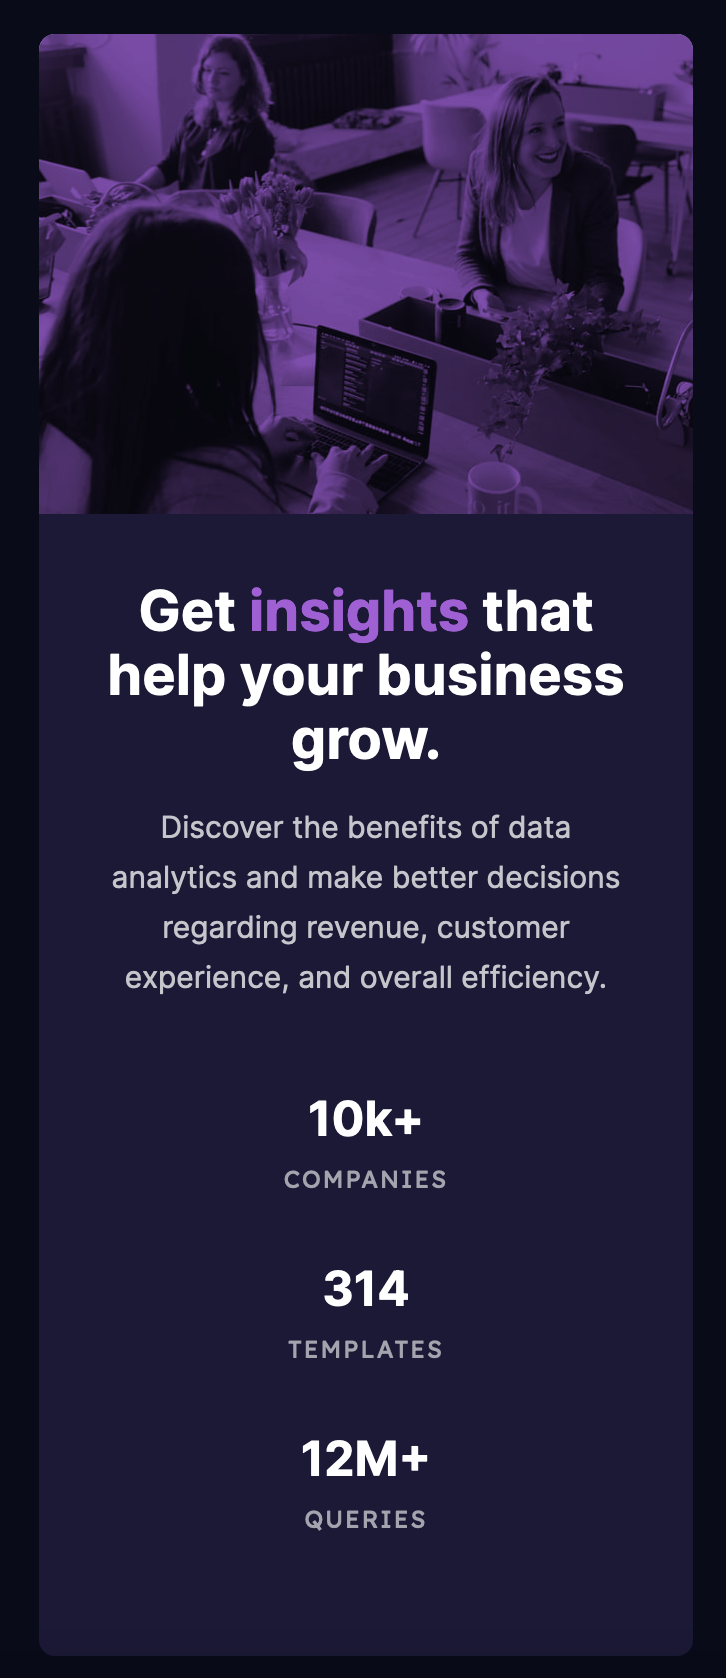 Get insights that
help your business
grow.
Discover the benefits of data
analytics and make better decisions
regarding revenue, customer
experience, and overall efficiency.
10k+
COMPANIES
314
TEMPLATES
12M+
QUERIES